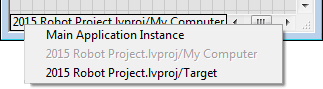 2015 Robot Project.lvproj/My Computer
Main Application Instance
2015 Robot Project.lvproj/My Computer
2015 Robot Project.lvproj/Target